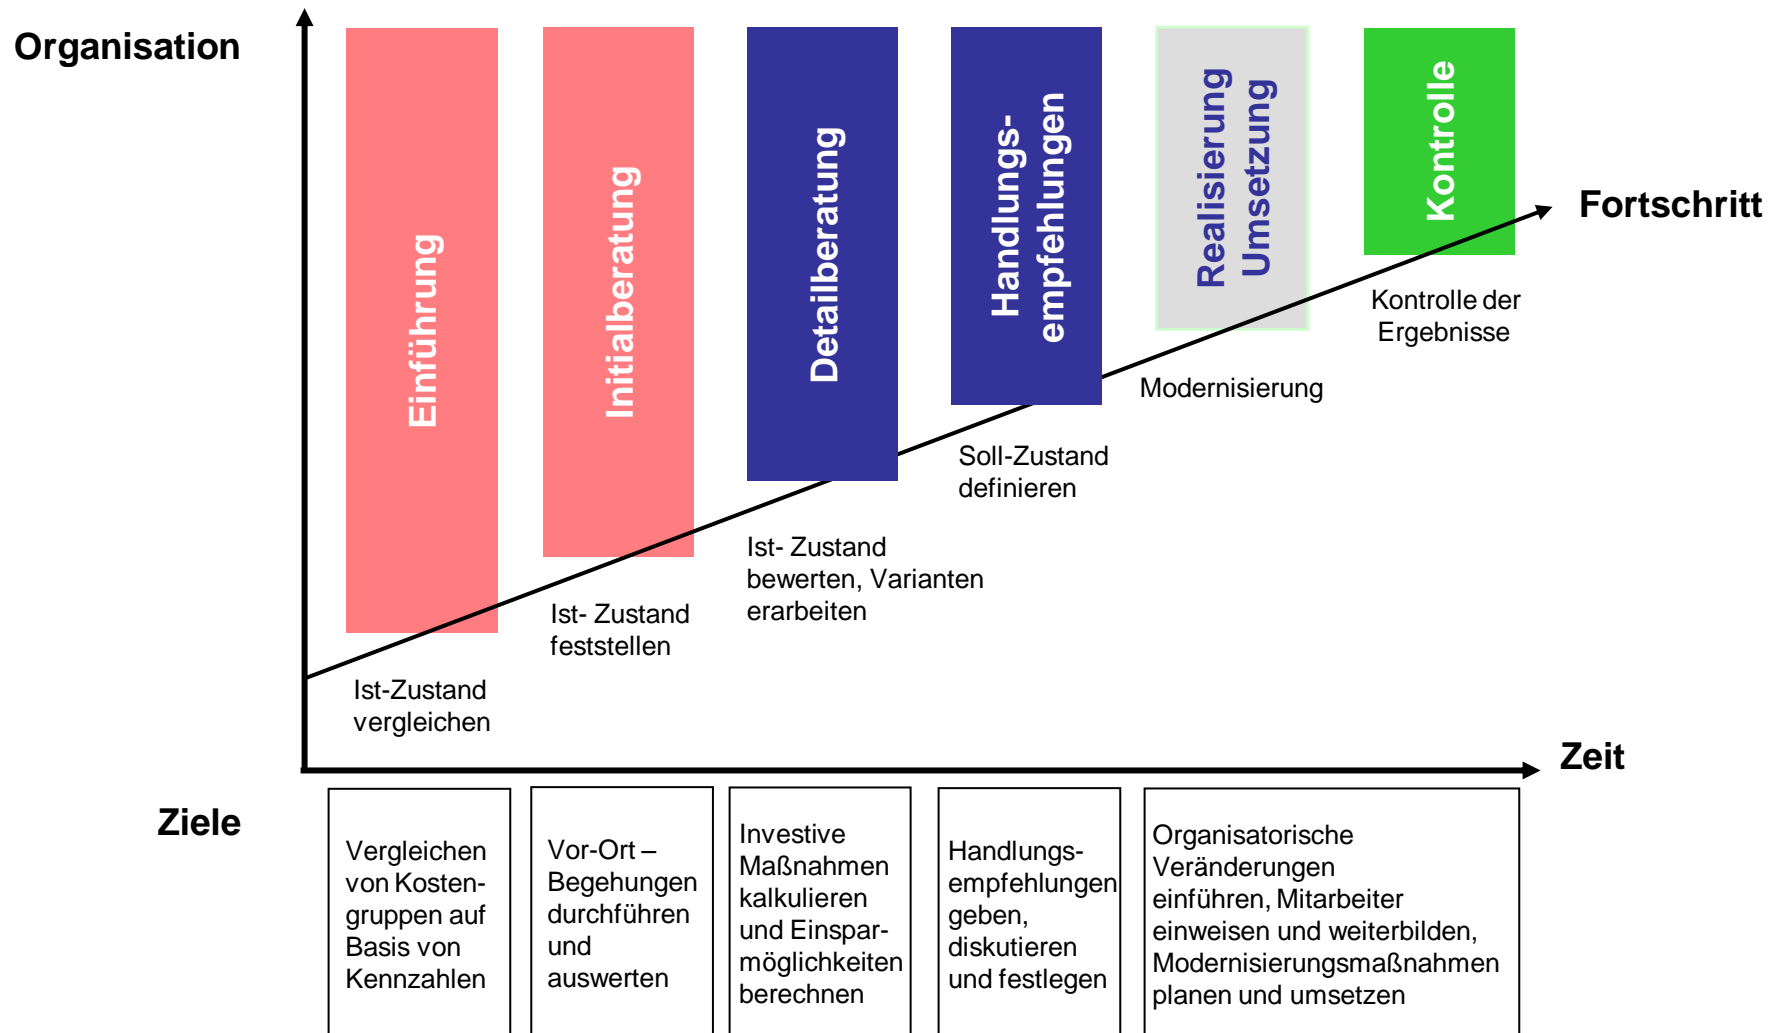 Organisation
Einführung
Initialberatung
Detailberatung
Handlungs-
empfehlungen
Realisierung
Umsetzung
Kontrolle
Fortschritt
Kontrolle der
Ergebnisse
Modernisierung
Soll-Zustand
definieren
Ist- Zustand
bewerten, Varianten
erarbeiten
Ist- Zustand
feststellen
Ist-Zustand
vergleichen
Zeit
Ziele
Vergleichen
von Kosten-
gruppen auf
Basis von
Kennzahlen
Vor-Ort –
Begehungen
durchführen
und
auswerten
Investive
Maßnahmen
kalkulieren
und Einspar-
möglichkeiten
berechnen
Handlungs-
empfehlungen
geben,
diskutieren
und festlegen
Organisatorische
Veränderungen
einführen, Mitarbeiter
einweisen und weiterbilden,
Modernisierungsmaßnahmen
planen und umsetzen